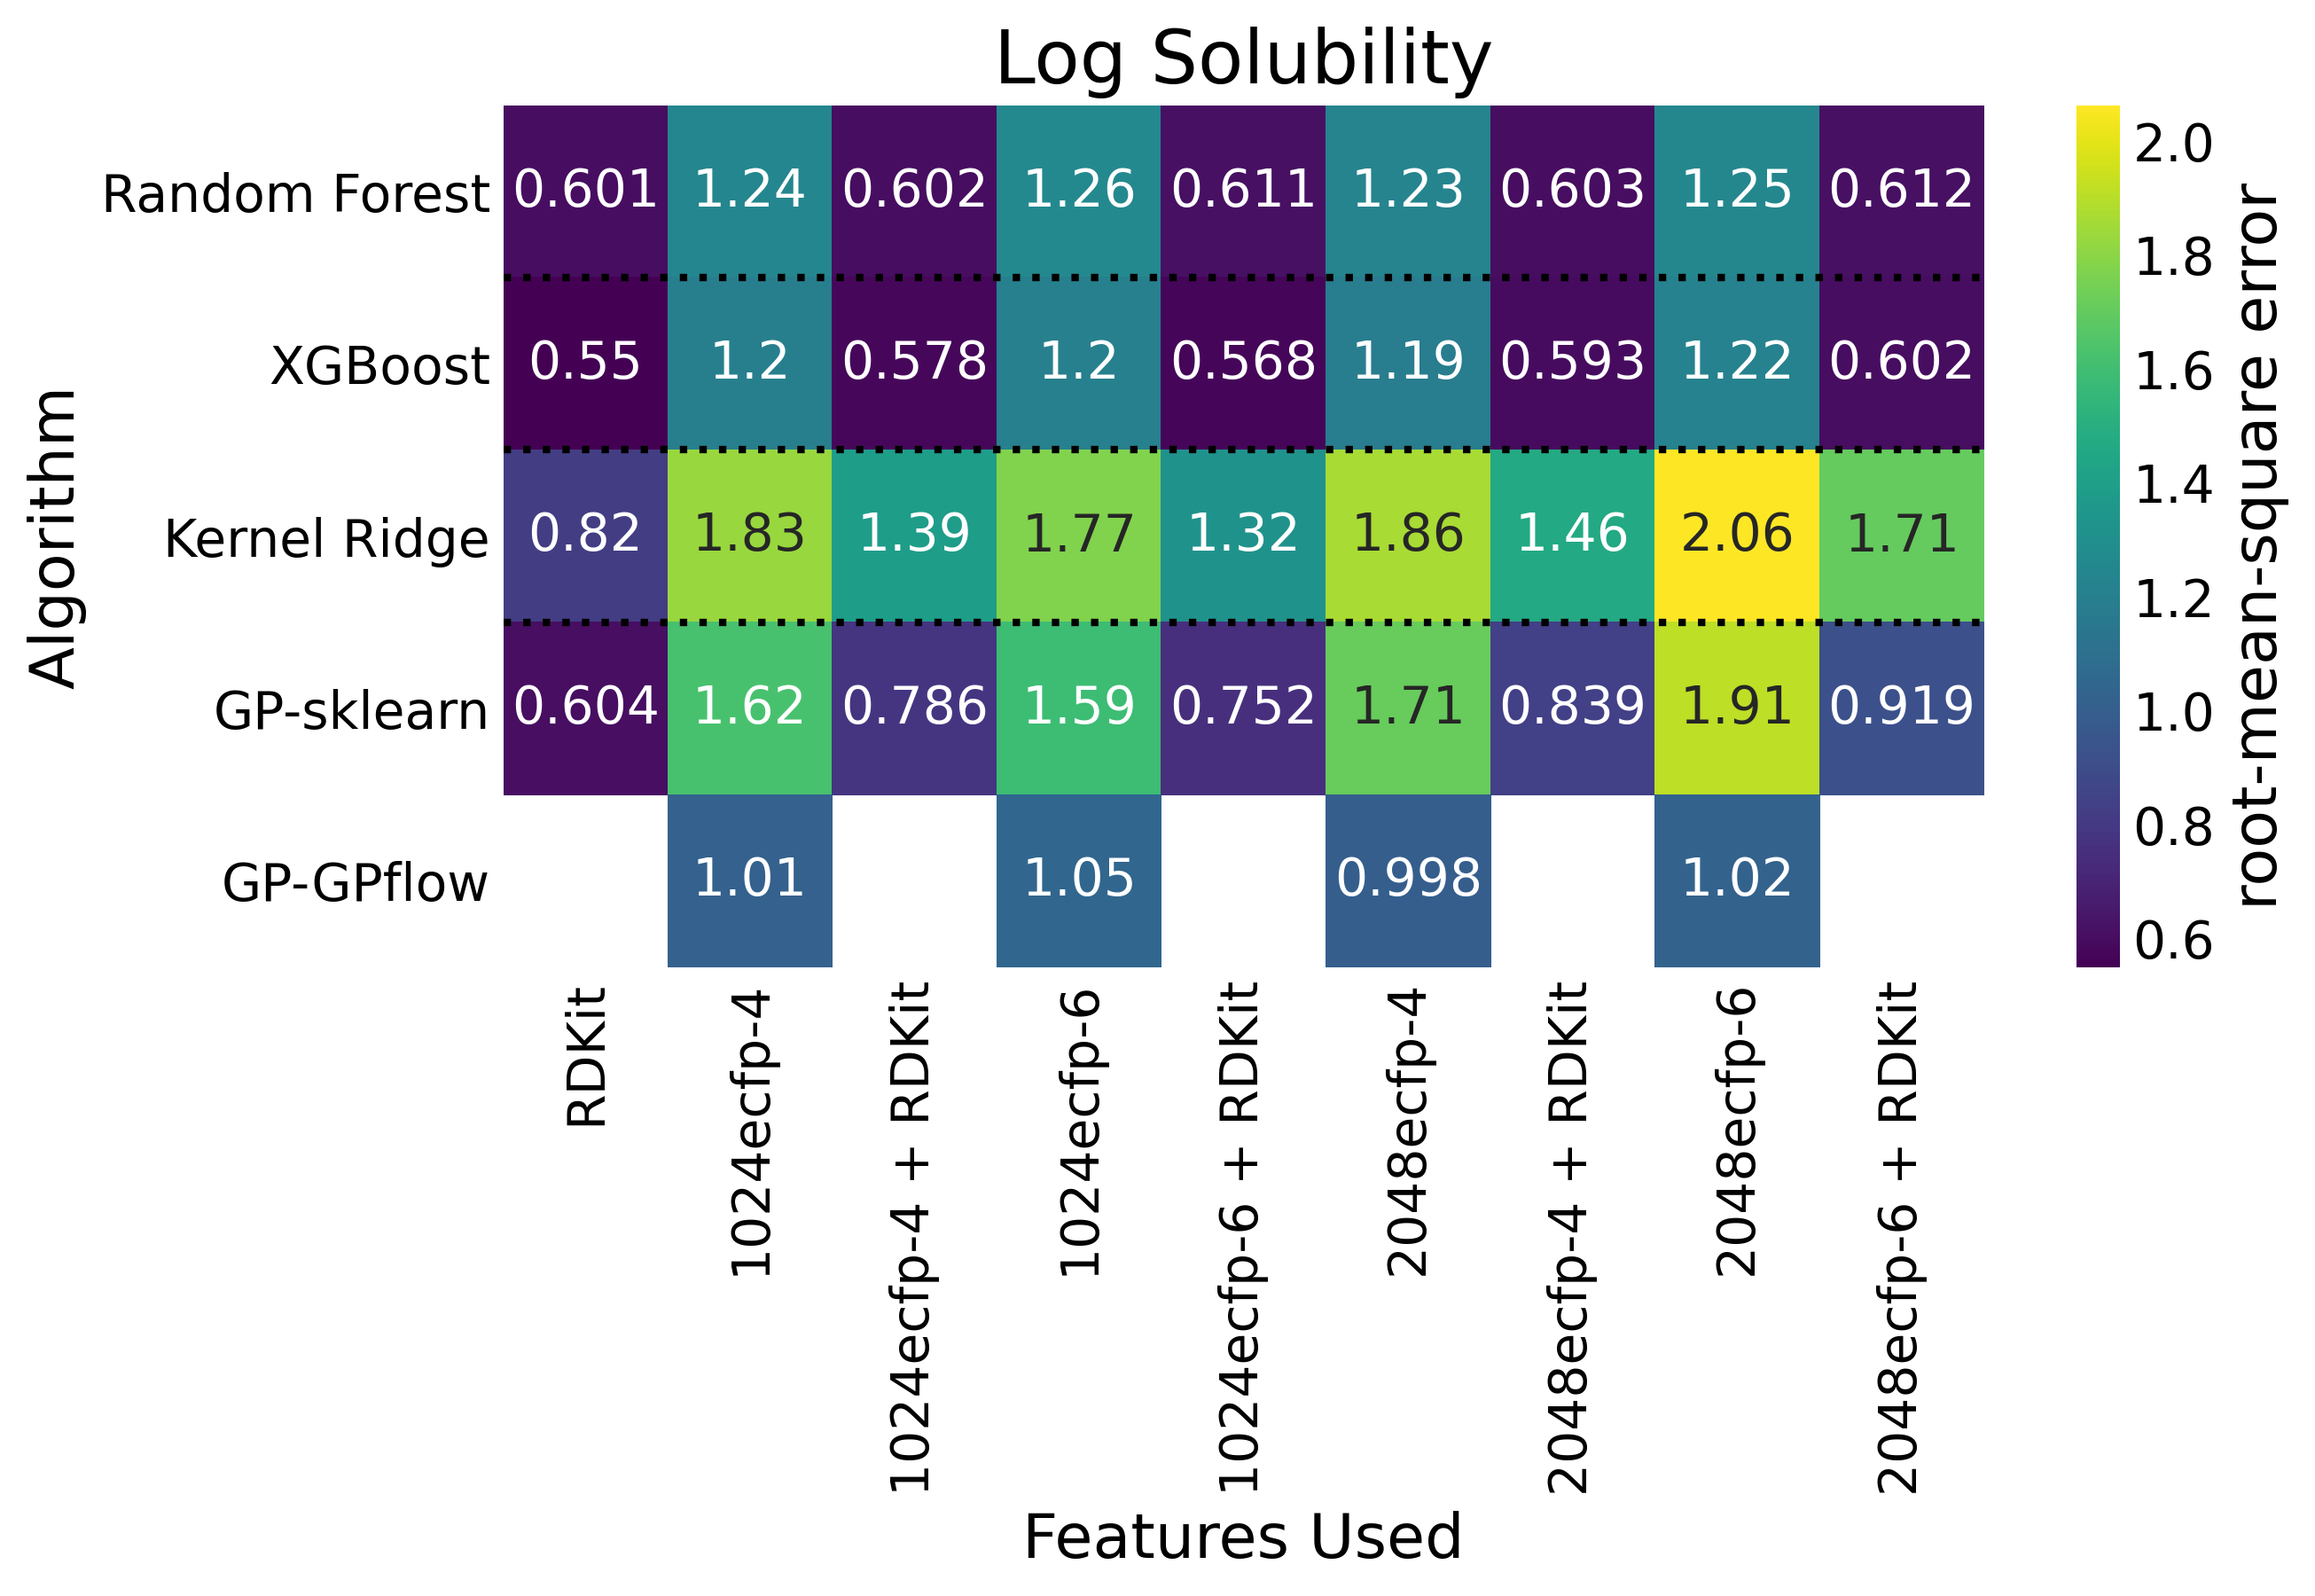 Log Solubility
Algorithm
Random Forest 0.601 1.24 0.602 1.26 0.611 1.23 0.603 1.25 0.612
XGBoost 0.55 1.2 0.578 1.2 0.568 1.19 0.593 1.22 0.602
Kernel Ridge 0.82 1.83 1.39 1.77 1.32 1.86 1.46 2.06 1.71
GP-sklearn 0.604 1.62 0.786 1.59 0.752 1.71 0.839 1.91 0.919
GP-GPflow 1.01 1.05 0.998 1.02
RDKit
1024ecfp-4
1024ecfp-4 + RDKit
1024ecfp-6
1024ecfp-6 + RDKit
2048ecfp-4
2048ecfp-4 + RDKit
2048ecfp-6
2048ecfp-6 + RDKit
Features Used
2.0
1.8
1.6
1.4
1.2
1.0
0.8
0.6
root-mean-square error